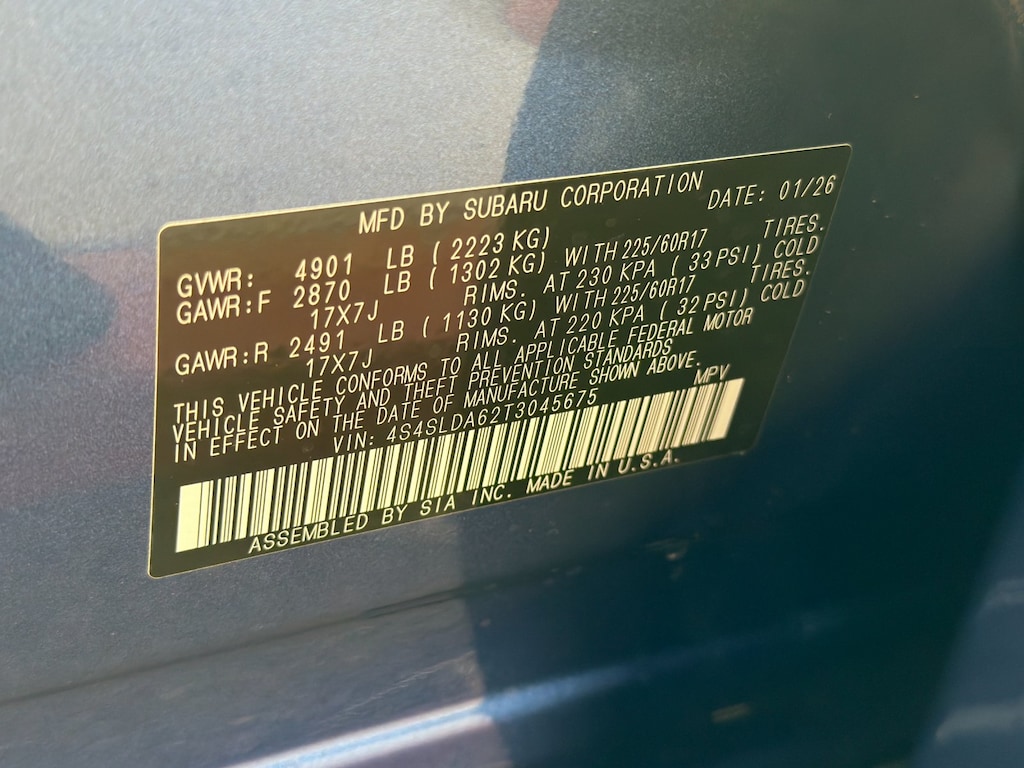 MFD BY SUBARU CORPORATION DATE: 01/26
GVWR: 4901 LB ( 2223 KG)
GAWR:F 2870 LB ( 1302 KG) WITH 225/60R17 TIRES.
17X7J RIMS. AT 230 KPA ( 33 PSI) COLD
GAWR:R 2491 LB ( 1130 KG) WITH 225/60R17 TIRES.
17X7J RIMS. AT 220 KPA ( 32 PSI) COLD
THIS VEHICLE CONFORMS TO ALL APPLICABLE FEDERAL MOTOR
VEHICLE SAFETY AND THEFT PREVENTION STANDARDS
IN EFFECT ON THE DATE OF MANUFACTURE SHOWN ABOVE.
VIN: 4S4SLDA62T3045675 MPV
ASSEMBLED BY SIA INC. MADE IN U.S.A.